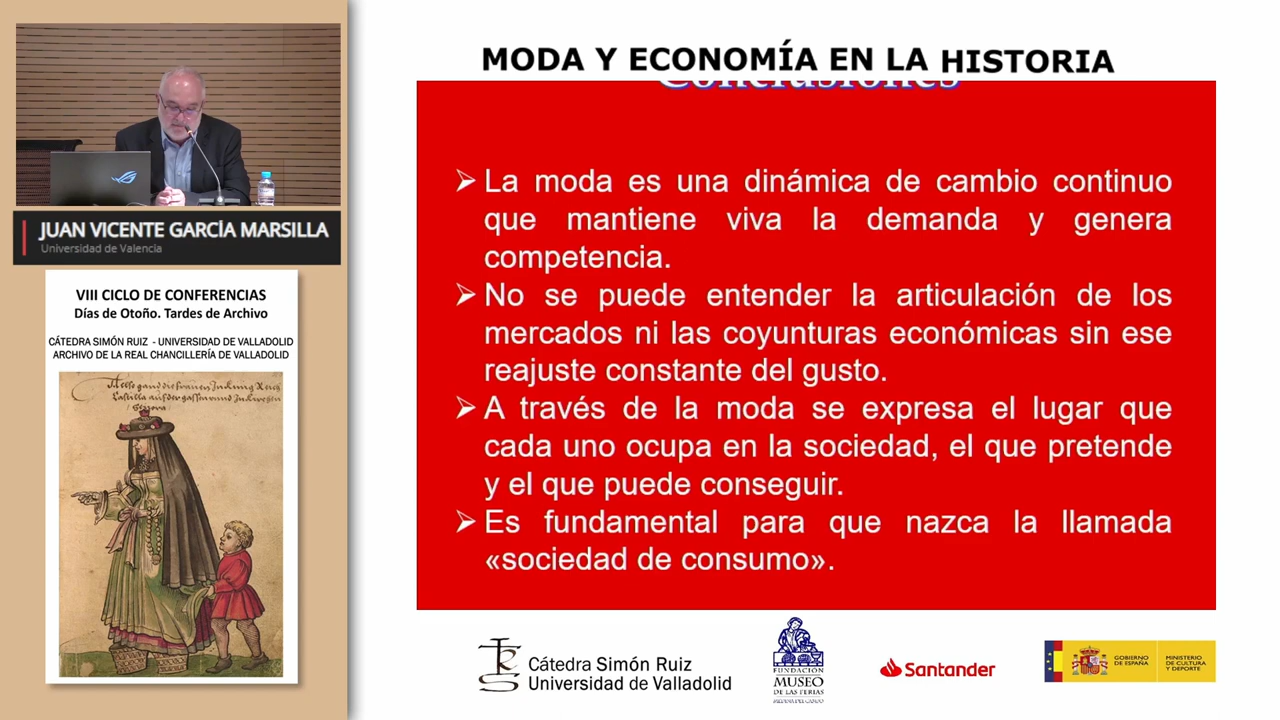 MODA Y ECONOMÍA EN LA HISTORIA
Conclusiones
➢ La moda es una dinámica de cambio continuo
que mantiene viva la demanda y genera
competencia.
➢ No se puede entender la articulación de los
mercados ni las coyunturas económicas sin ese
reajuste constante del gusto.
➢ A través de la moda se expresa el lugar que
cada uno ocupa en la sociedad, el que pretende
y el que puede conseguir.
➢ Es fundamental para que nazca la llamada
«sociedad de consumo».
JUAN VICENTE GARCÍA MARSILLA
Universidad de Valencia
VIII CICLO DE CONFERENCIAS
Días de Otoño. Tardes de Archivo
CÁTEDRA SIMÓN RUIZ - UNIVERSIDAD DE VALLADOLID
ARCHIVO DE LA REAL CHANCILLERÍA DE VALLADOLID
Cátedra Simón Ruiz
Universidad de Valladolid
FUNDACIÓN
MUSEO
DE LAS FERIAS
MEDINA DEL CAMPO
Santander
GOBIERNO
DE ESPAÑA
MINISTERIO
DE CULTURA
Y DEPORTE